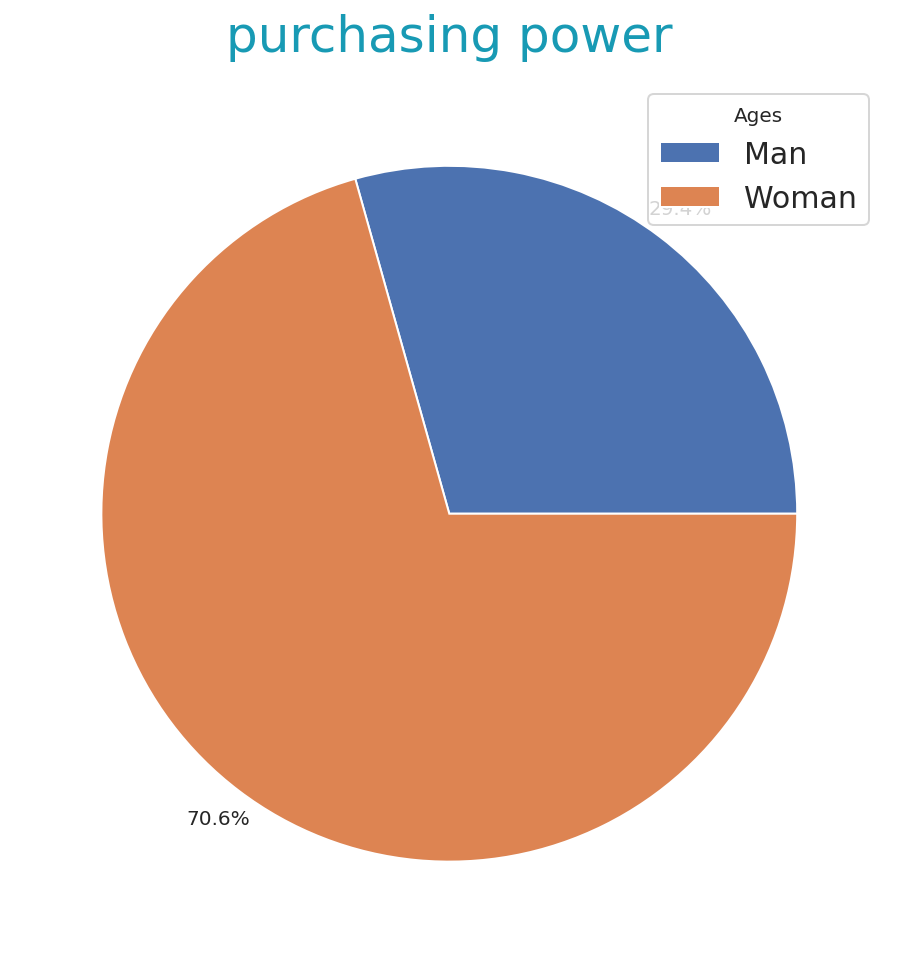 purchasing power
Ages
Man
Woman
29.4%
70.6%